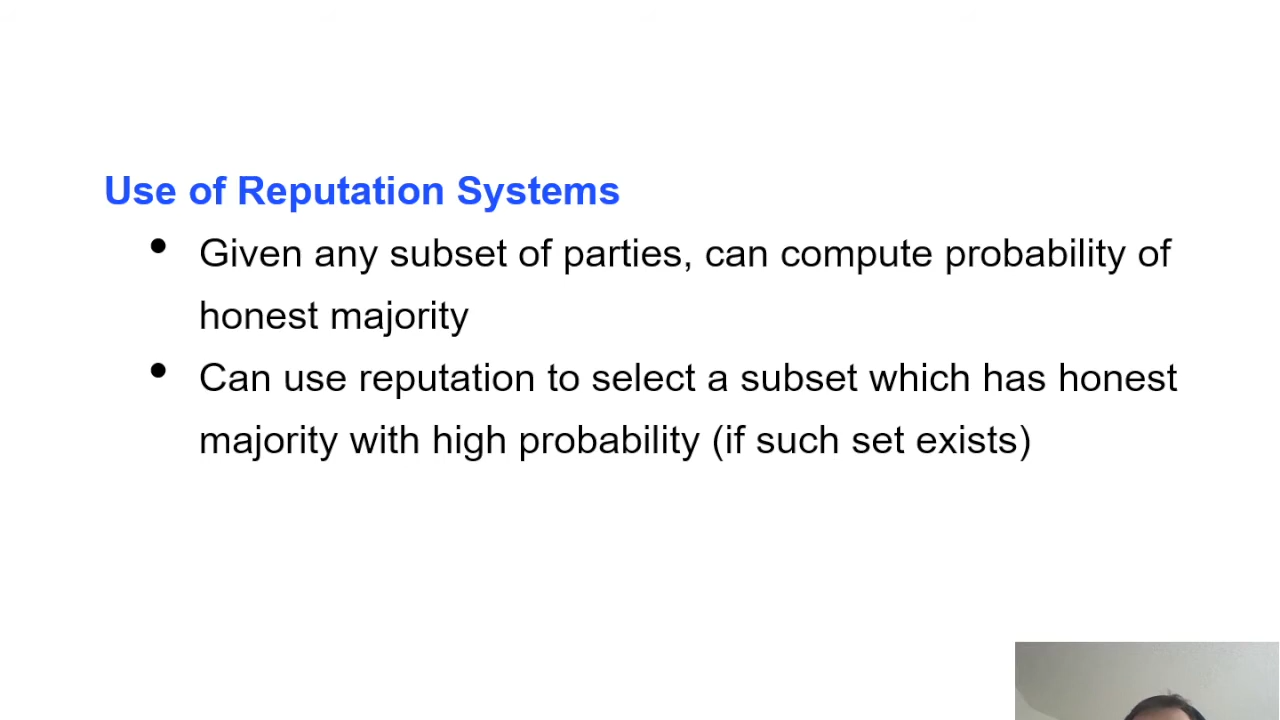 Use of Reputation Systems
• Given any subset of parties, can compute probability of
honest majority
• Can use reputation to select a subset which has honest
majority with high probability (if such set exists)